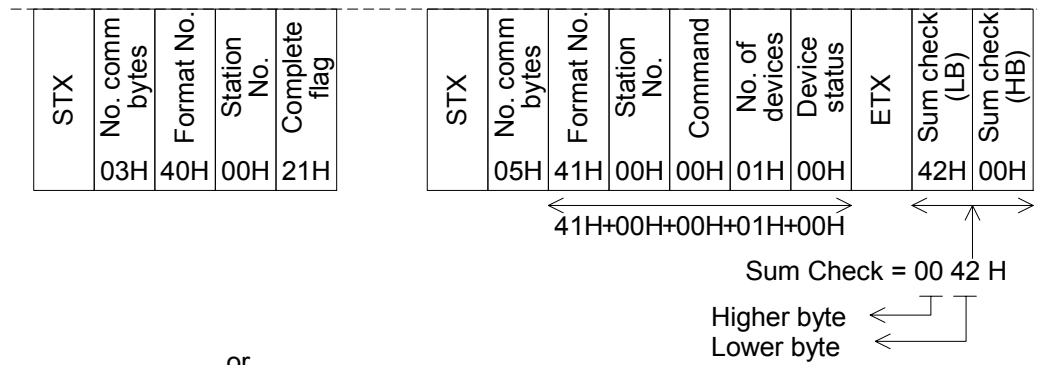 STX
No. comm bytes
Format No.
Station No.
Complete flag
03H 40H 00H 21H
STX
No. comm bytes
Format No.
Station No.
Command
No. of devices
Device status
ETX
Sum check (LB)
Sum check (HB)
05H 41H 00H 00H 01H 00H 42H 00H
41H+00H+00H+01H+00H
Sum Check = 00 42 H
Higher byte
Lower byte
or